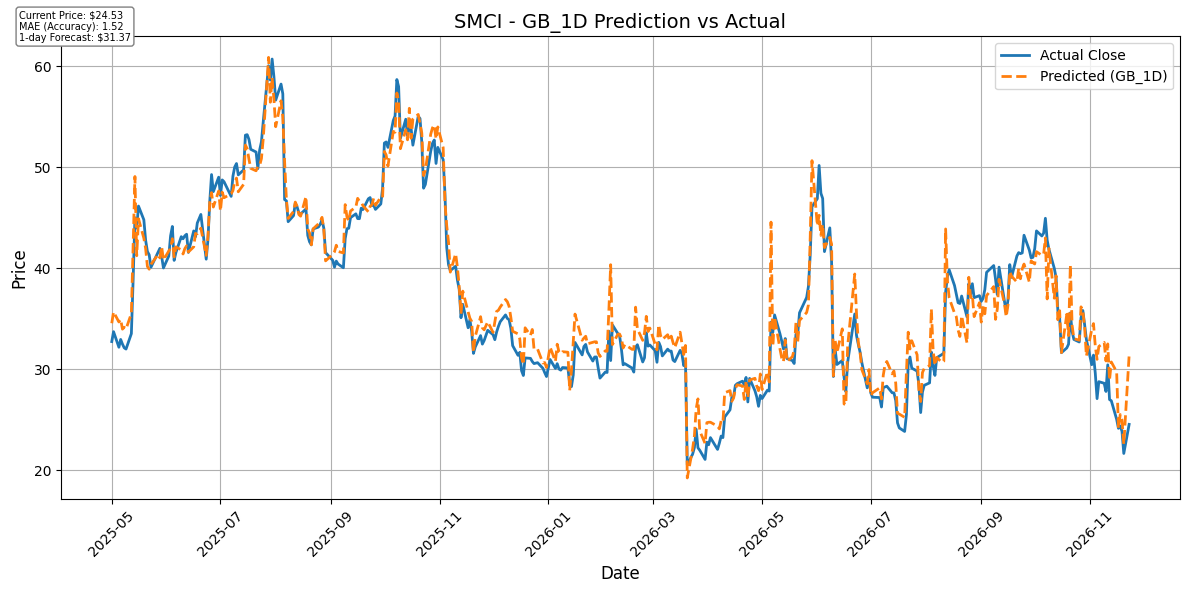 Current Price: $24.53
MAE (Accuracy): 1.52
1-day Forecast: $31.37
SMCI - GB_1D Prediction vs Actual
Actual Close
Predicted (GB_1D)
Price
60
50
40
30
20
2025-05
2025-07
2025-09
2025-11
2026-01
2026-03
2026-05
2026-07
2026-09
2026-11
Date